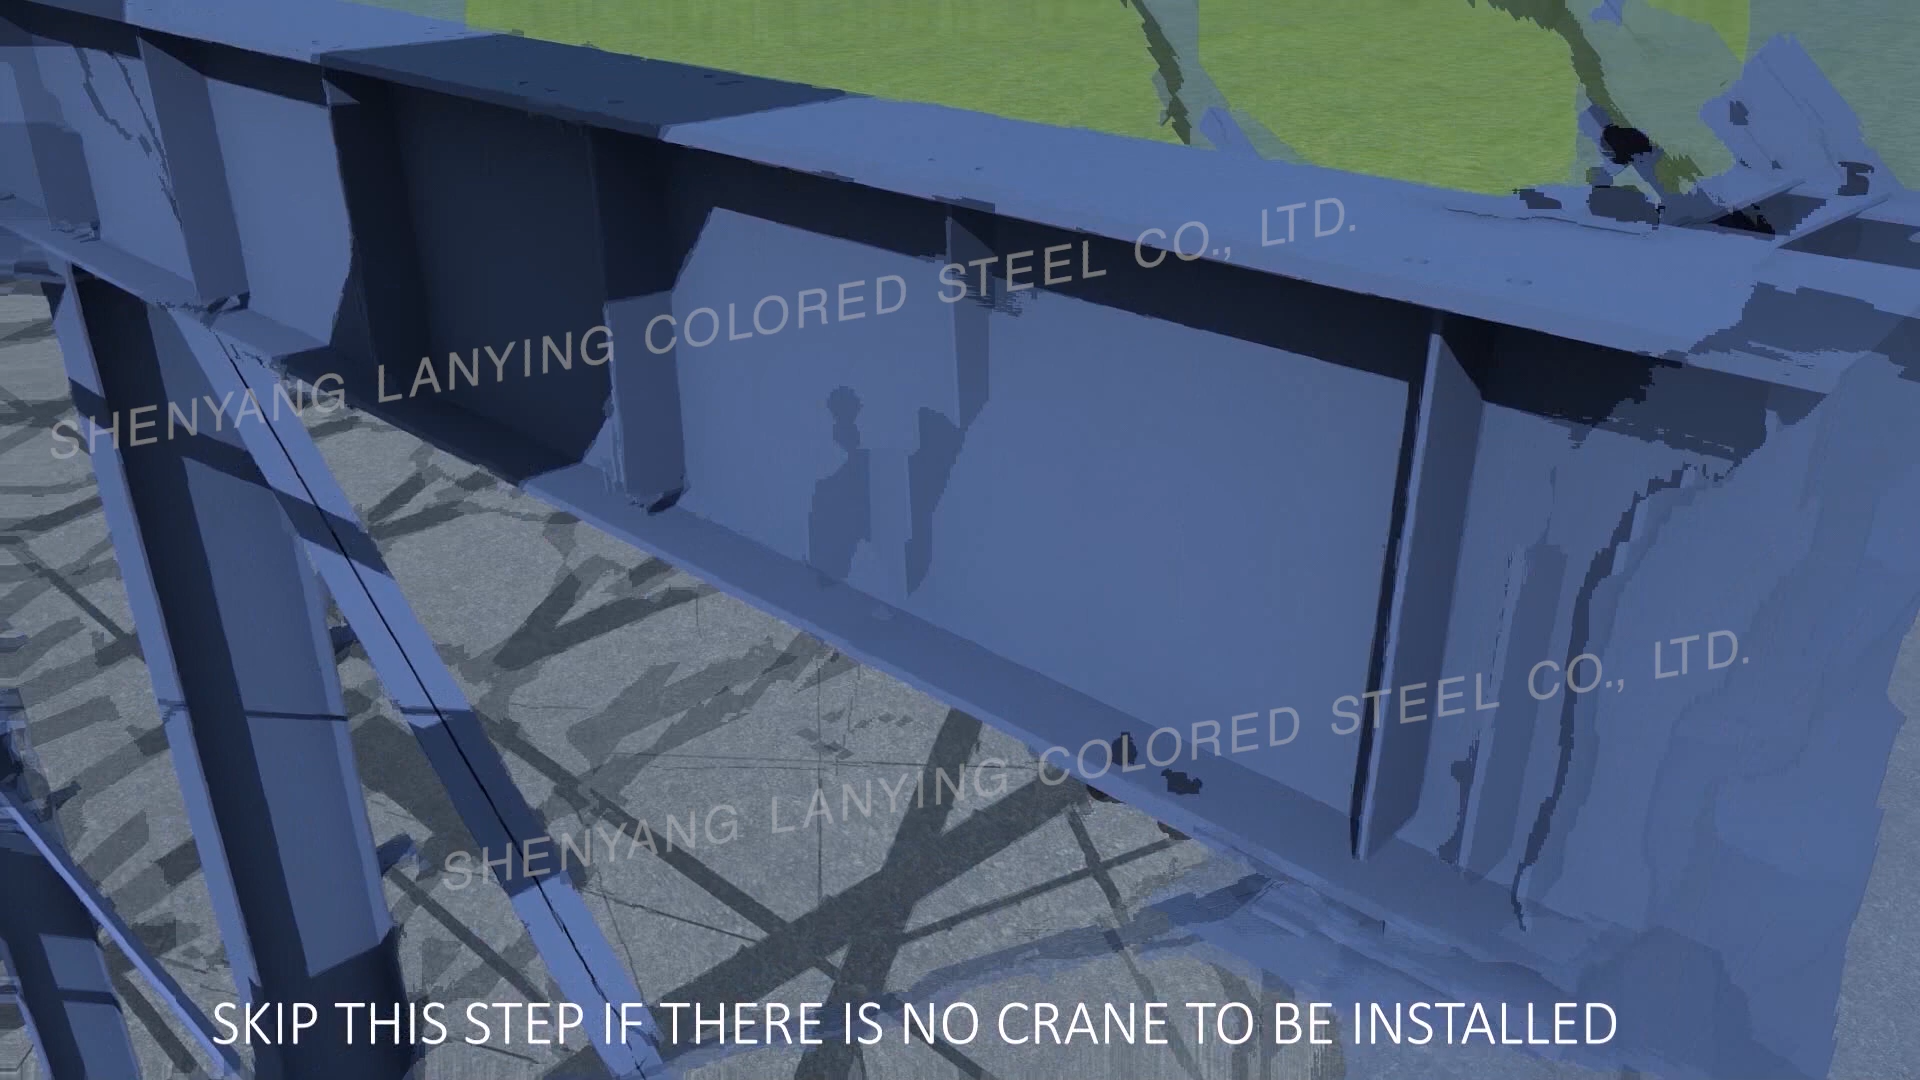 SHENYANG LANYING COLORED STEEL CO., LTD.
SHENYANG LANYING COLORED STEEL CO., LTD.
SKIP THIS STEP IF THERE IS NO CRANE TO BE INSTALLED